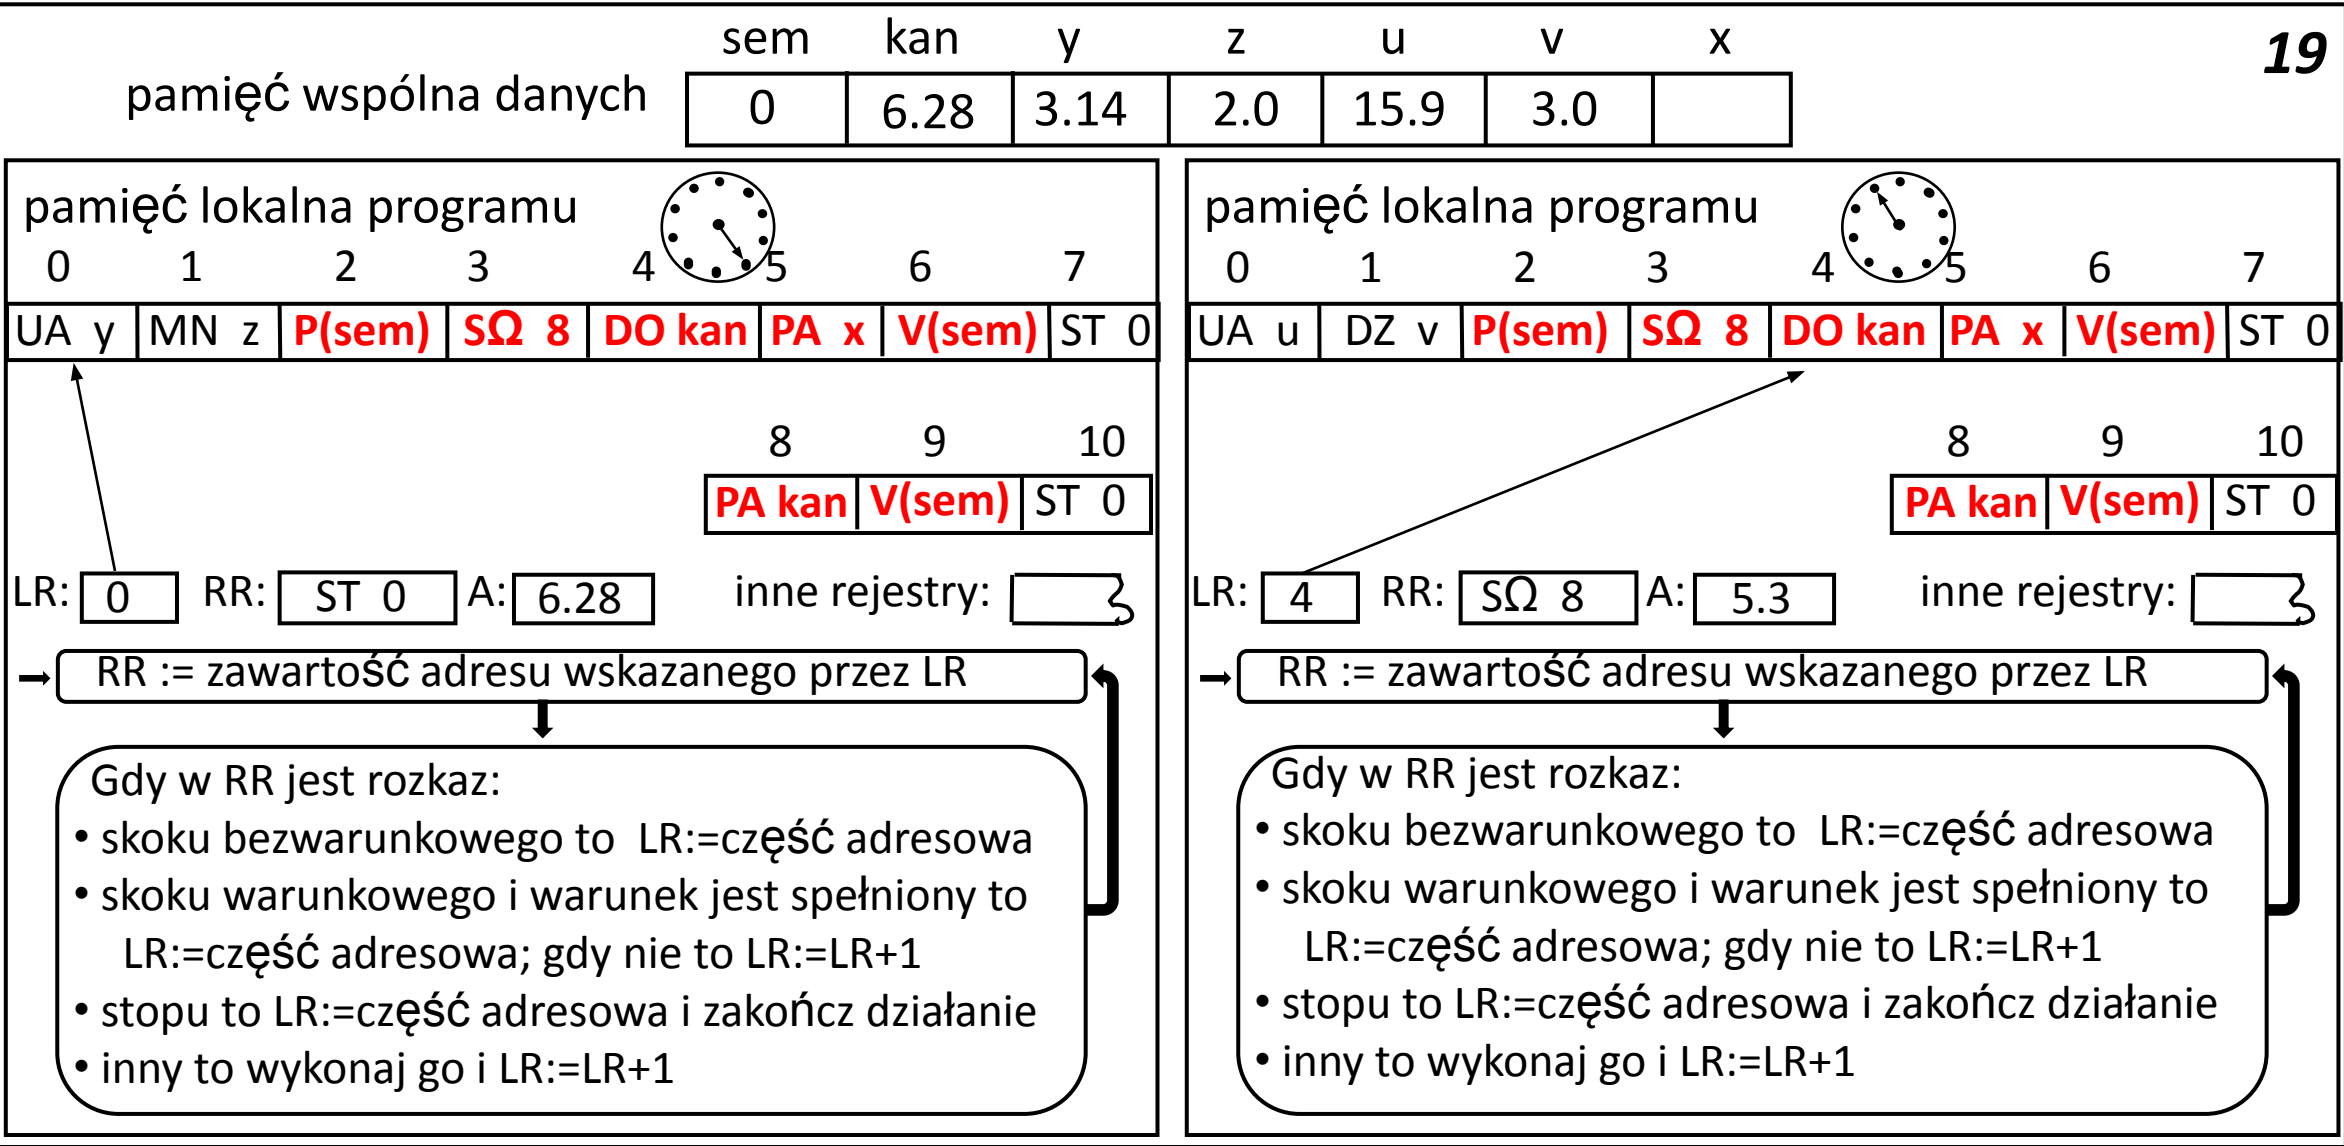 sem kan y z u v x
19
pamięć wspólna danych 0 6.28 3.14 2.0 15.9 3.0
pamięć lokalna programu
0 1 2 3 4 5 6 7
UA y MN z P(sem) SΩ 8 DO kan PA x V(sem) ST 0
8 9 10
PA kan V(sem) ST 0
LR: 0 RR: ST 0 A: 6.28 inne rejestry:
RR := zawartość adresu wskazanego przez LR
Gdy w RR jest rozkaz:
• skoku bezwarunkowego to LR:=część adresowa
• skoku warunkowego i warunek jest spełniony to
LR:=część adresowa; gdy nie to LR:=LR+1
• stopu to LR:=część adresowa i zakończ działanie
• inny to wykonaj go i LR:=LR+1
pamięć lokalna programu
0 1 2 3 4 5 6 7
UA u DZ v P(sem) SΩ 8 DO kan PA x V(sem) ST 0
8 9 10
PA kan V(sem) ST 0
LR: 4 RR: SΩ 8 A: 5.3 inne rejestry:
RR := zawartość adresu wskazanego przez LR
Gdy w RR jest rozkaz:
• skoku bezwarunkowego to LR:=część adresowa
• skoku warunkowego i warunek jest spełniony to
LR:=część adresowa; gdy nie to LR:=LR+1
• stopu to LR:=część adresowa i zakończ działanie
• inny to wykonaj go i LR:=LR+1